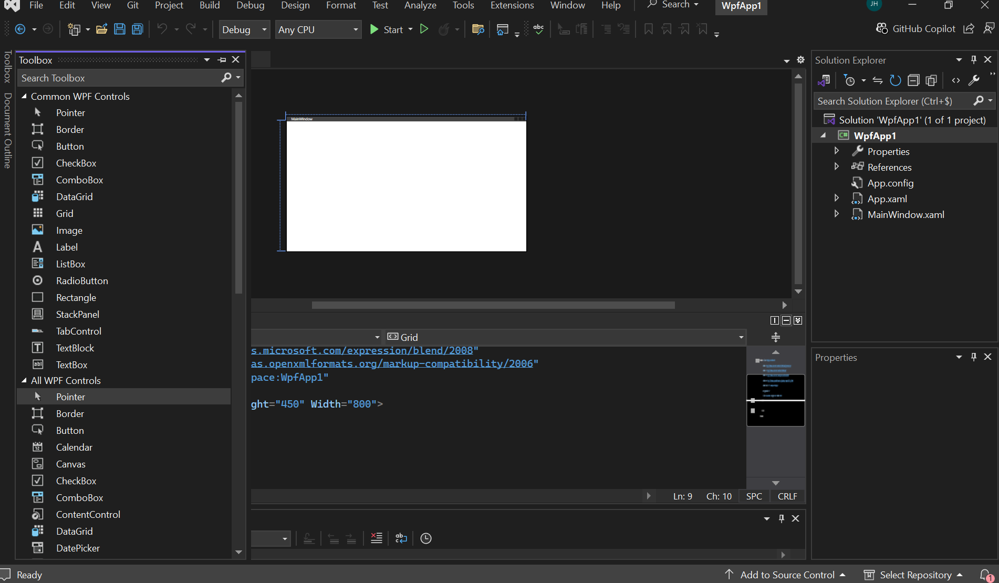 File Edit View Git Project Build Debug Design Format Test Analyze Tools Extensions Window Help Search WpfApp1 JH
Debug Any CPU Start abc GitHub Copilot
Toolbox
Document Outline
Toolbox
Search Toolbox
Common WPF Controls
Pointer
Border
Button
CheckBox
ComboBox
DataGrid
Grid
Image
Label
ListBox
RadioButton
Rectangle
StackPanel
TabControl
TextBlock
TextBox
All WPF Controls
Pointer
Border
Button
Calendar
Canvas
CheckBox
ComboBox
ContentControl
DataGrid
DatePicker
MainWindow
Grid
s.microsoft.com/expression/blend/2008"
as.openxmlformats.org/markup-compatibility/2006"
pace:WpfApp1"
ght="450" Width="800">
Ln: 9 Ch: 10 SPC CRLF
Solution Explorer
Search Solution Explorer (Ctrl+$)
Solution 'WpfApp1' (1 of 1 project)
WpfApp1
Properties
References
App.config
App.xaml
MainWindow.xaml
Properties
Ready Add to Source Control Select Repository 1